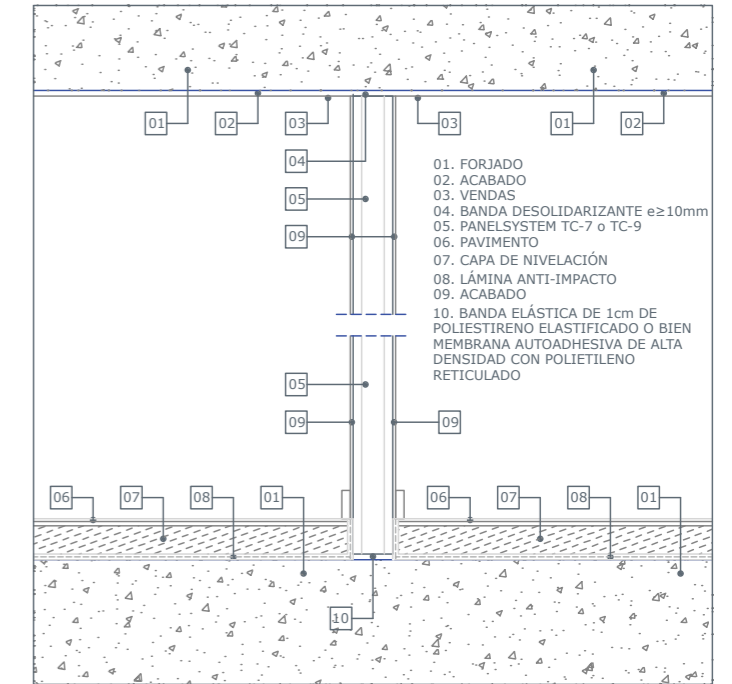 01
02
03
03
01
02
04
05
09
01. FORJADO
02. ACABADO
03. VENDAS
04. BANDA DESOLIDARIZANTE e≥10mm
05. PANELSYSTEM TC-7 o TC-9
06. PAVIMENTO
07. CAPA DE NIVELACIÓN
08. LÁMINA ANTI-IMPACTO
09. ACABADO
10. BANDA ELÁSTICA DE 1cm DE
POLIESTIRENO ELASTIFICADO O BIEN
MEMBRANA AUTOADHESIVA DE ALTA
DENSIDAD CON POLIETILENO
RETICULADO
05
09
09
06
07
08
01
06
07
08
01
10